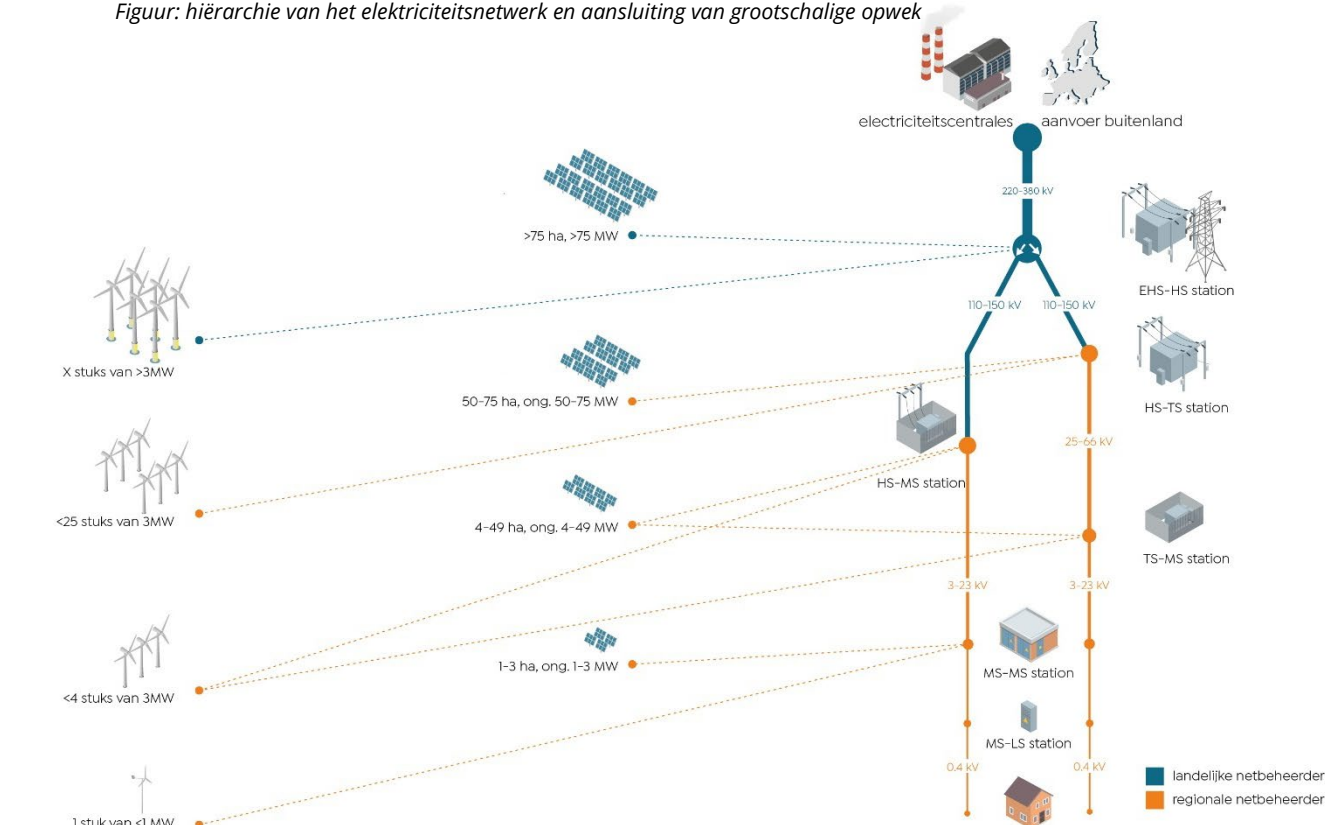 Figuur: hiërarchie van het elektriciteitsnetwerk en aansluiting van grootschalige opwek
electriciteitscentrales
aanvoer buitenland
220-380 kV
>75 ha, >75 MW
EHS-HS station
110-150 kV
110-150 kV
X stuks van >3MW
50-75 ha, ong. 50-75 MW
HS-TS station
25-66 kV
HS-MS station
<25 stuks van 3MW
4-49 ha, ong. 4-49 MW
TS-MS station
3-23 kV
3-23 kV
1-3 ha, ong. 1-3 MW
MS-MS station
<4 stuks van 3MW
MS-LS station
0.4 kV
0.4 kV
landelijke netbeheerder
regionale netbeheerder
1 stuk van <1 MW